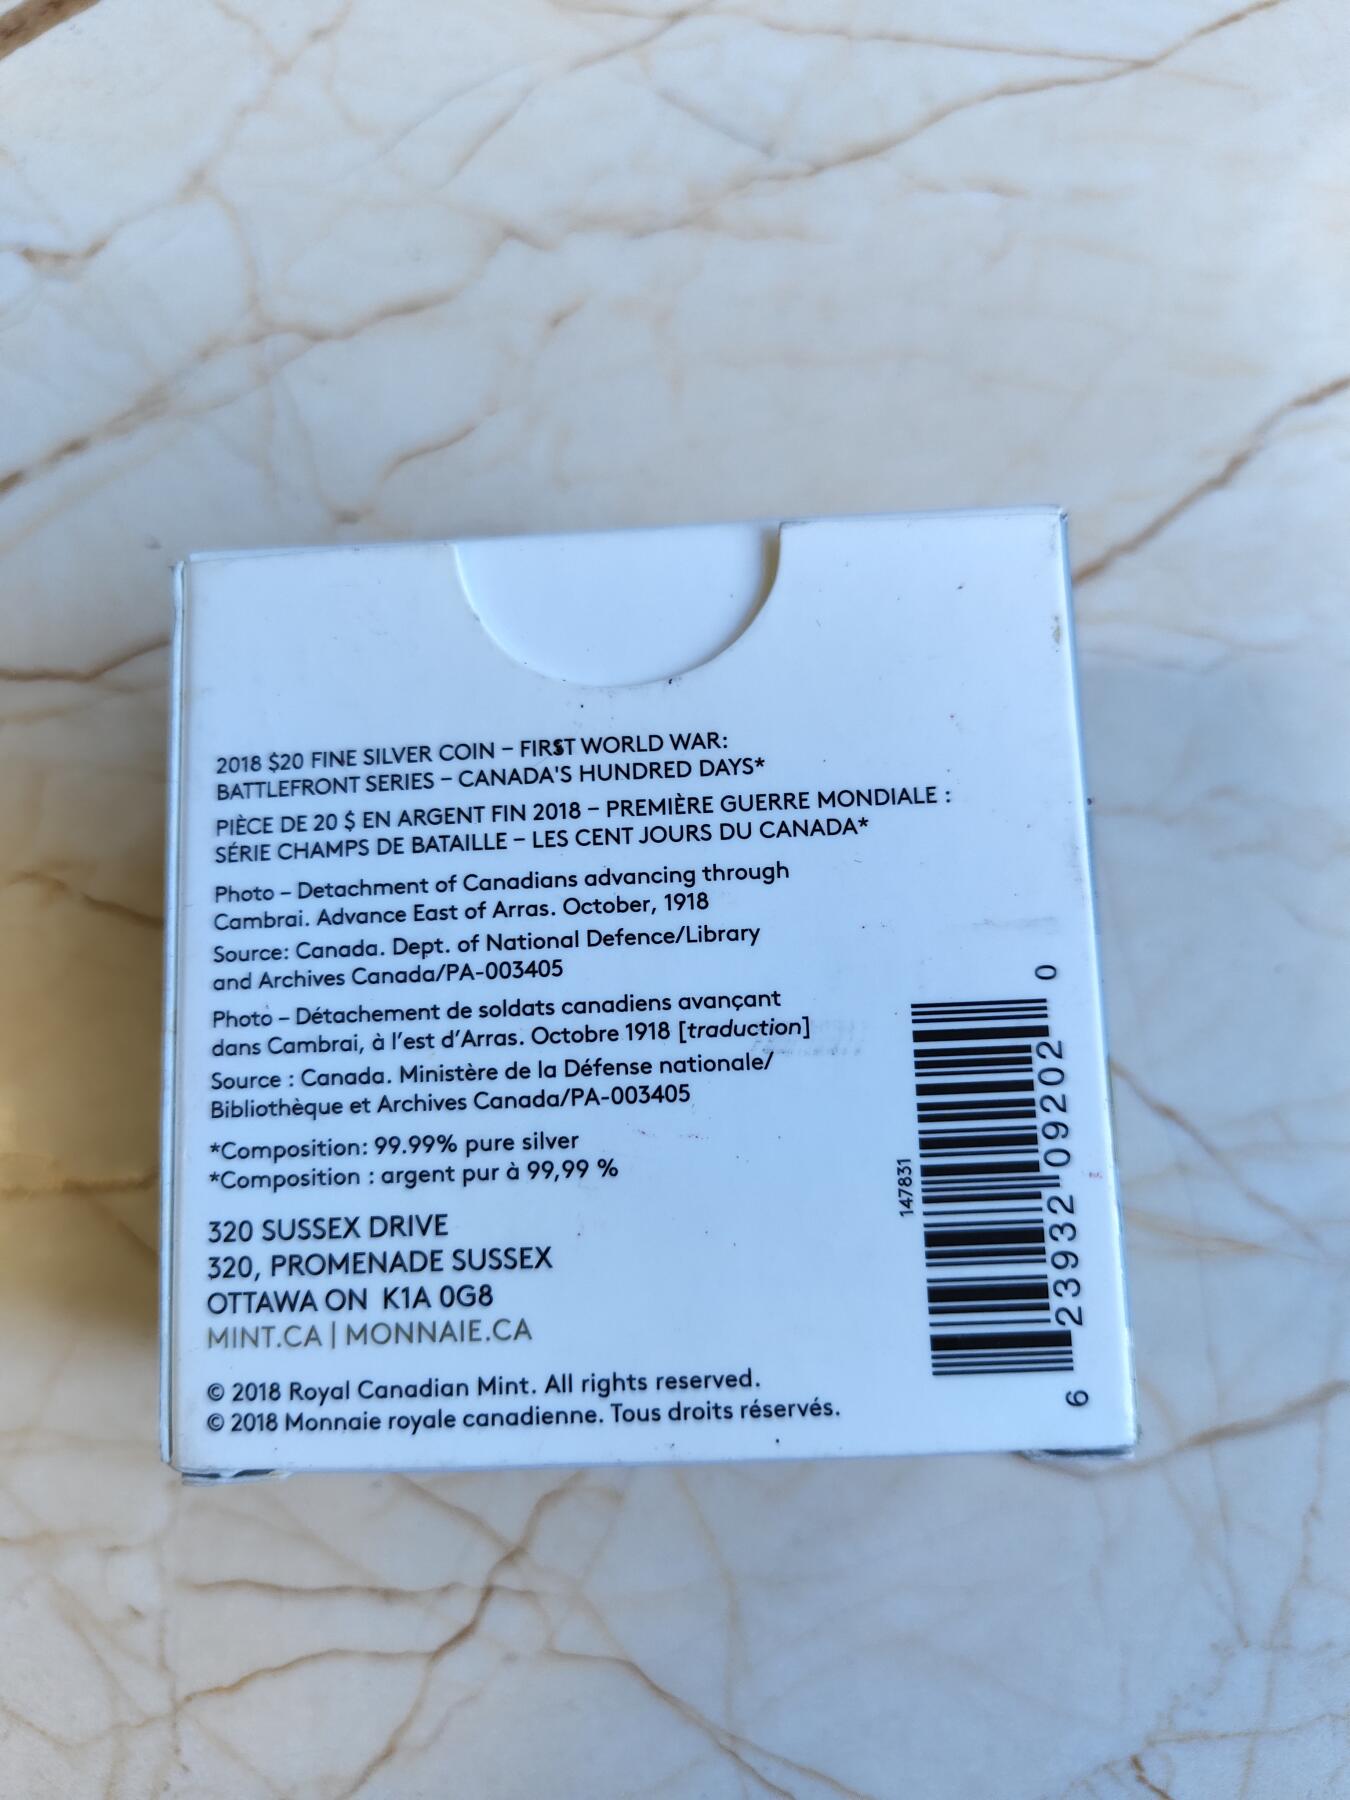 2018 $20 FINE SILVER COIN – FIRST WORLD WAR:
BATTLEFRONT SERIES – CANADA'S HUNDRED DAYS*
PIÈCE DE 20 $ EN ARGENT FIN 2018 – PREMIÈRE GUERRE MONDIALE :
SÉRIE CHAMPS DE BATAILLE – LES CENT JOURS DU CANADA*
Photo – Detachment of Canadians advancing through
Cambrai. Advance East of Arras. October, 1918
Source: Canada. Dept. of National Defence/Library
and Archives Canada/PA-003405
Photo – Détachement de soldats canadiens avançant
dans Cambrai, à l'est d'Arras. Octobre 1918 [traduction]
Source : Canada. Ministère de la Défense nationale/
Bibliothèque et Archives Canada/PA-003405
*Composition: 99.99% pure silver
*Composition : argent pur à 99,99 %
320 SUSSEX DRIVE
320, PROMENADE SUSSEX
OTTAWA ON K1A 0G8
MINT.CA | MONNAIE.CA
© 2018 Royal Canadian Mint. All rights reserved.
© 2018 Monnaie royale canadienne. Tous droits réservés.
147831
6 23932 09202 0